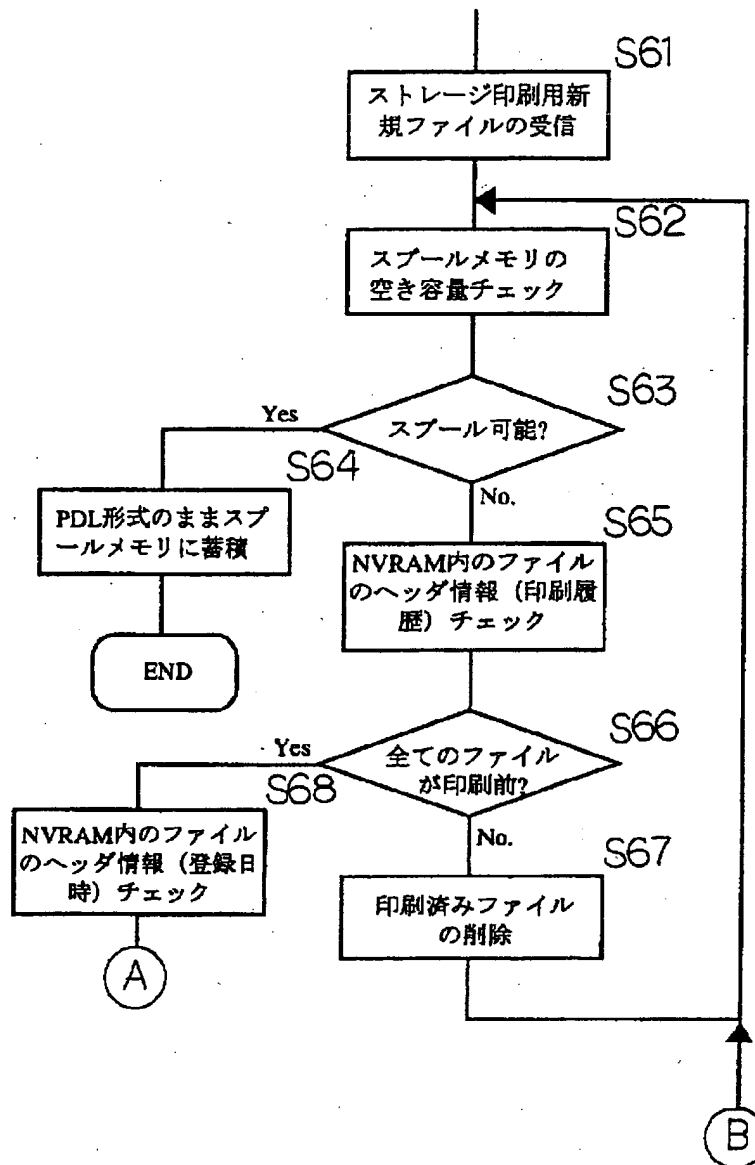 S61
ストレージ印刷用新
規ファイルの受信
S62
スプールメモリの
空き容量チェック
S63
スプール可能?
Yes
No.
S64
PDL形式のままスプ
ールメモリに蓄積
END
S65
NVRAM内のファイル
のヘッダ情報（印刷履
歴）チェック
S66
全てのファイル
が印刷前?
Yes
No.
S68
NVRAM内のファイル
のヘッダ情報（登録日
時）チェック
A
S67
印刷済みファイル
の削除
B